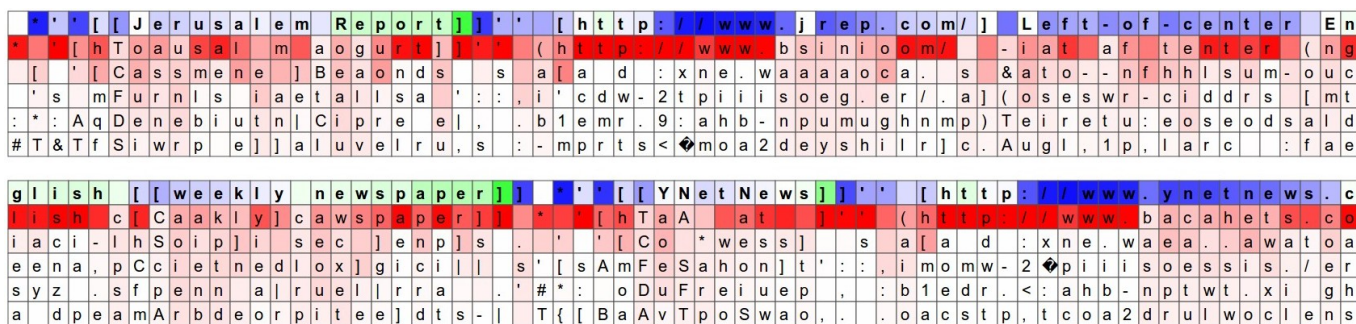 *''[[Jerusalem Report]]'' [http://www.jrep.com/] Left-of-center En
* '[hToausal m aogurt]]'' (http://www.bsinioom/ -iat af tenter (ng
[ '[Cassmene ]Beaonds s a[a d :xne.waaaaoca. s &ato--nfhhlsum-ouc
's mFurnls iaetallsa '::,i'cdw-2tpiiisoeg.er/.a](oseswr-ciddrs [mt
:*:AqDenebiutn|Cipre e|, .b1emr.9:ahb-npumughnmp)Teiretu:eoseodsald
#T&TfSiwrp e]]aluvelru,s :-mprts<�moa2deyshilr]c.Augl,1p,larc :fae
glish [[weekly newspaper]] *''[[YNetNews]]'' [http://www.ynetnews.c
lish c[Caakly]cawspaper]] * '[hTaA at ]'' (http://www.bacahets.co
iaci-lhSoip]i sec ]enp]s. ' '[Co *wess] s a[a d :xne.waea..awatoa
eena,pCcietnedlox]gici|| s'[sAmFeSahon]t'::,imomw-2�piiisoessis./er
syz .sfpenn a|ruel|rra .'#*: oDuFreiuep , :b1edr.<:ahb-nptwt.xi gh
a dpeamArbdeorpitee]dts-| T{[BaAvTpoSwao,. .oacstp,tcoa2drulwoclens